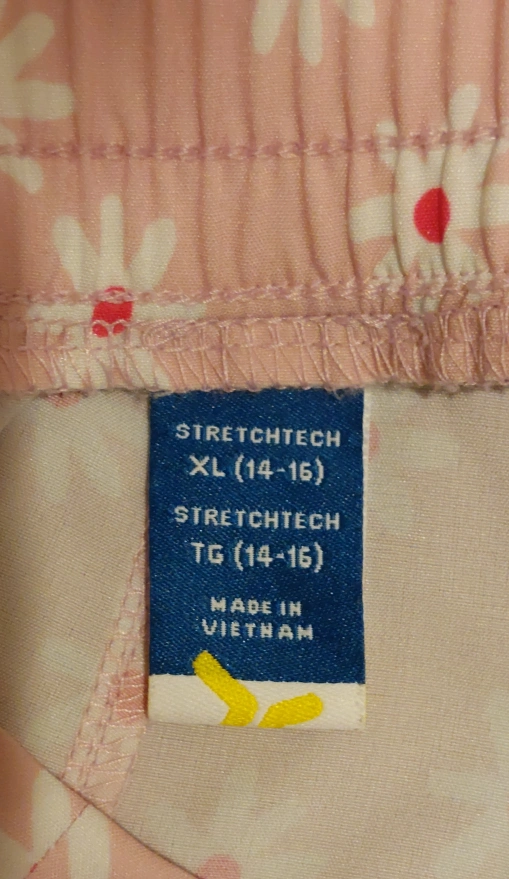 STRETCHTECH
XL (14-16)
STRETCHTECH
TG (14-16)
MADE IN
VIETNAM